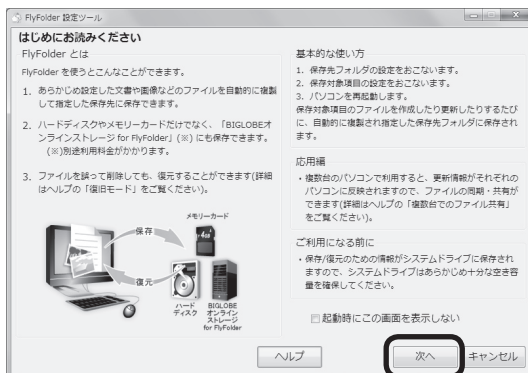 FlyFolder 設定ツール
はじめにお読みください
FlyFolder とは
FlyFolder を使うとこんなことができます。
1. あらかじめ設定した文書や画像などのファイルを自動的に複製
して指定した保存先に保存できます。
2. ハードディスクやメモリーカードだけでなく、「BIGLOBEオ
ンラインストレージ for FlyFolder」(※) にも保存できます。
(※)別途利用料金がかかります。
3. ファイルを誤って削除しても、復元することができます(詳細
はヘルプの「復旧モード」をご覧ください)。
メモリーカード
4GB
保存
復元
ハード
ディスク
BIGLOBE
オンライン
ストレージ
for FlyFolder
基本的な使い方
1. 保存先フォルダの設定をおこないます。
2. 保存対象項目の設定をおこないます。
3. パソコンを再起動します。
保存対象項目のファイルを作成したり更新したりするたび
に、自動的に複製され指定した保存先フォルダに保存され
ます。
応用編
・複数台のパソコンで利用すると、更新情報がそれぞれの
パソコンに反映されますので、ファイルの同期・共有が
できます(詳細はヘルプの「複数台でのファイル共有」
をご覧ください)。
ご利用になる前に
・保存/復元のための情報がシステムドライブに保存され
ますので、システムドライブはあらかじめ十分な空き容
量を確保してください。
起動時にこの画面を表示しない
ヘルプ
次へ
キャンセル